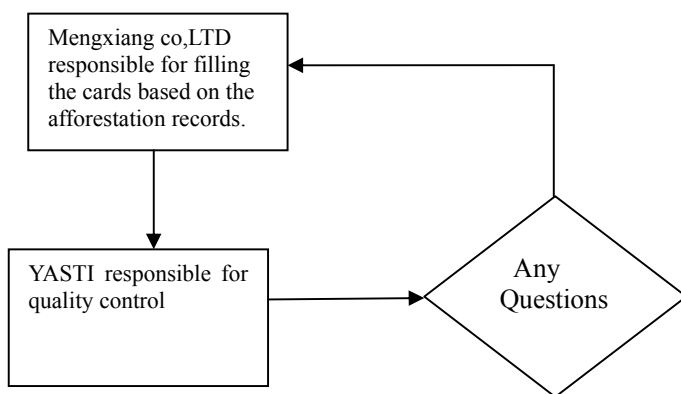 Mengxiang co,LTD
responsible for filling
the cards based on the
afforestation records.
YASTI responsible for
quality control
Any
Questions